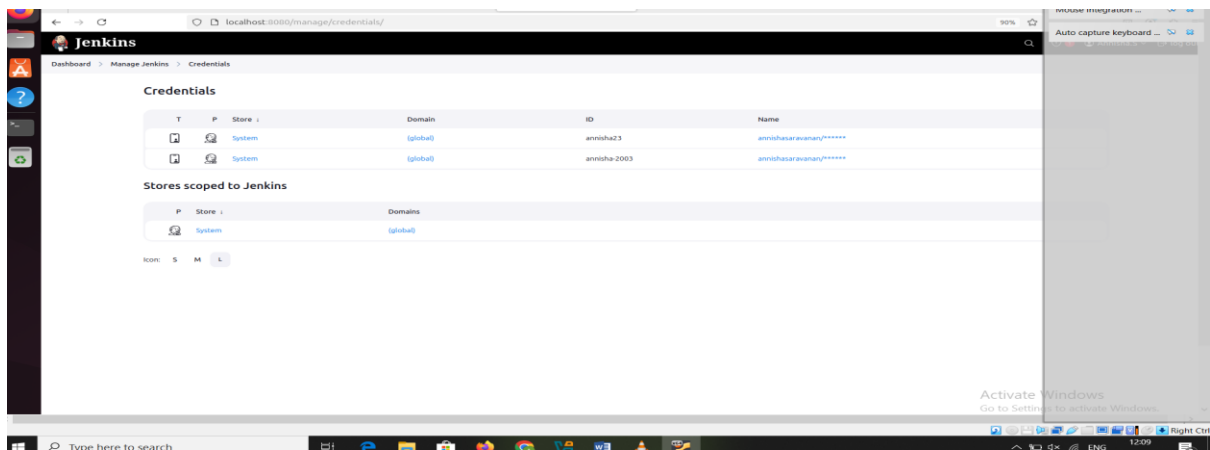 Mouse integration ...
localhost:8080/manage/credentials/
90%
Auto capture keyboard ...
Jenkins
Dashboard > Manage Jenkins > Credentials
Credentials
T P Store ↓ Domain ID Name
System (global) annisha23 annishasaravanan/******
System (global) annisha-2003 annishasaravanan/******
Stores scoped to Jenkins
P Store ↓ Domains
System (global)
Icon: S M L
Activate Windows
Go to Settings to activate Windows.
Right Ctrl
Type here to search
ENG
12:09